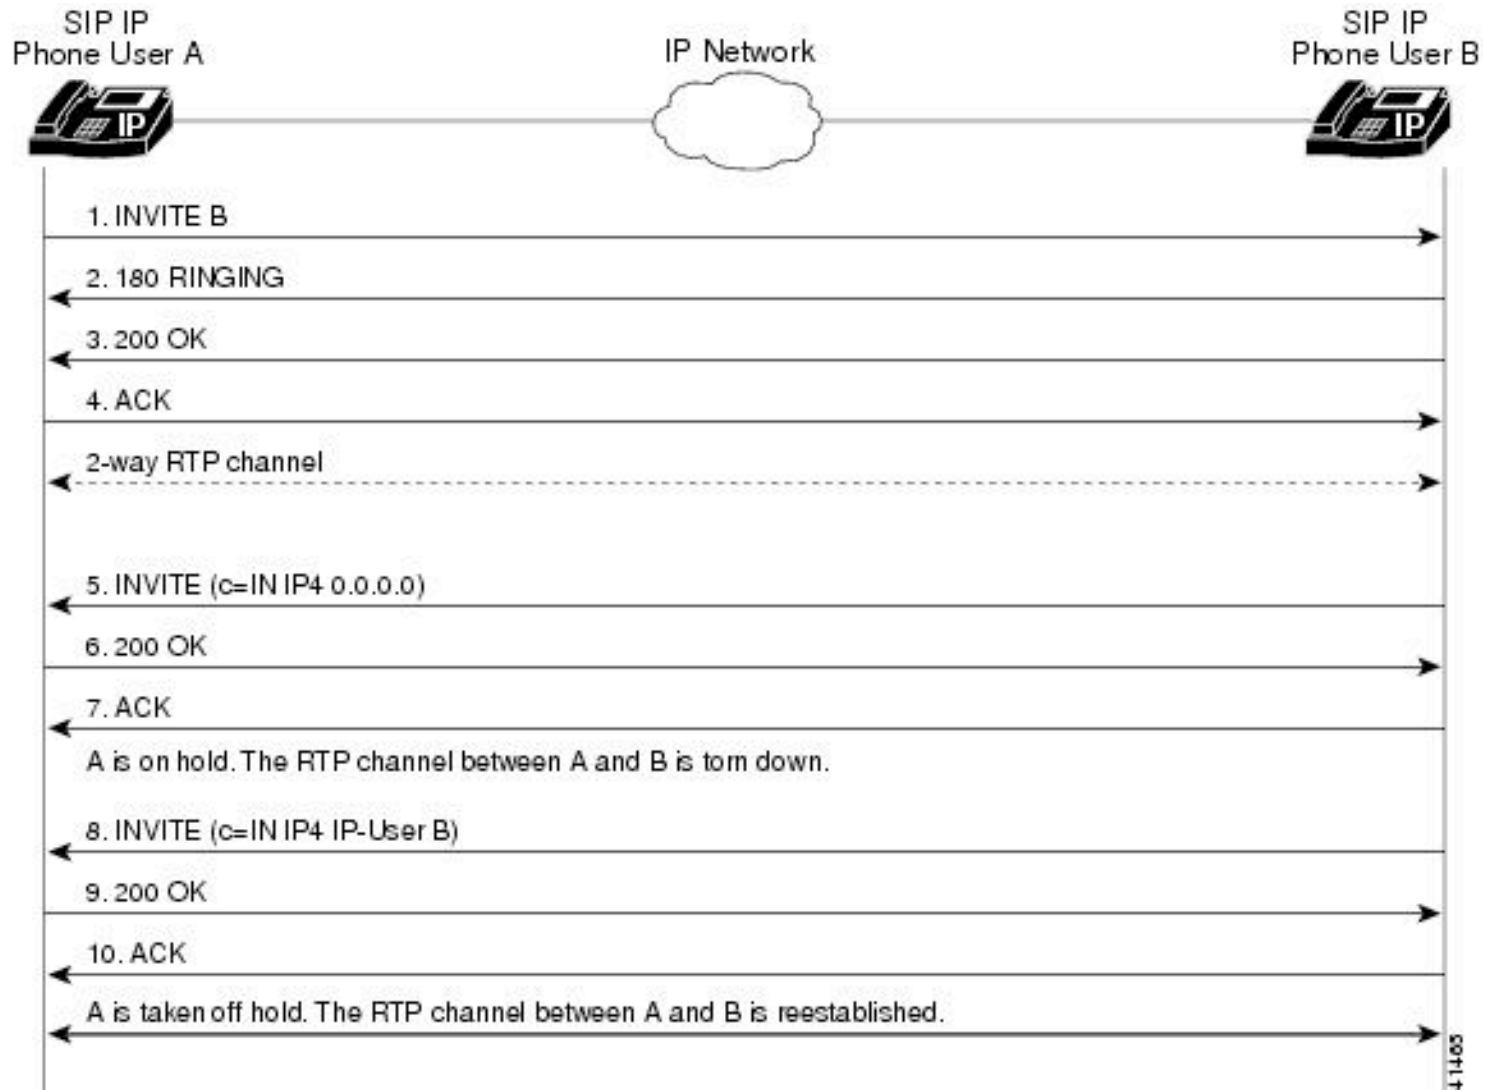 SIP IP
Phone User A
IP Network
SIP IP
Phone User B
IP
IP
1. INVITE B
2. 180 RINGING
3. 200 OK
4. ACK
2-way RTP channel
5. INVITE (c=IN IP4 0.0.0.0)
6. 200 OK
7. ACK
A is on hold. The RTP channel between A and B is torn down.
8. INVITE (c=IN IP4 IP-User B)
9. 200 OK
10. ACK
A is taken off hold. The RTP channel between A and B is reestablished.
41465